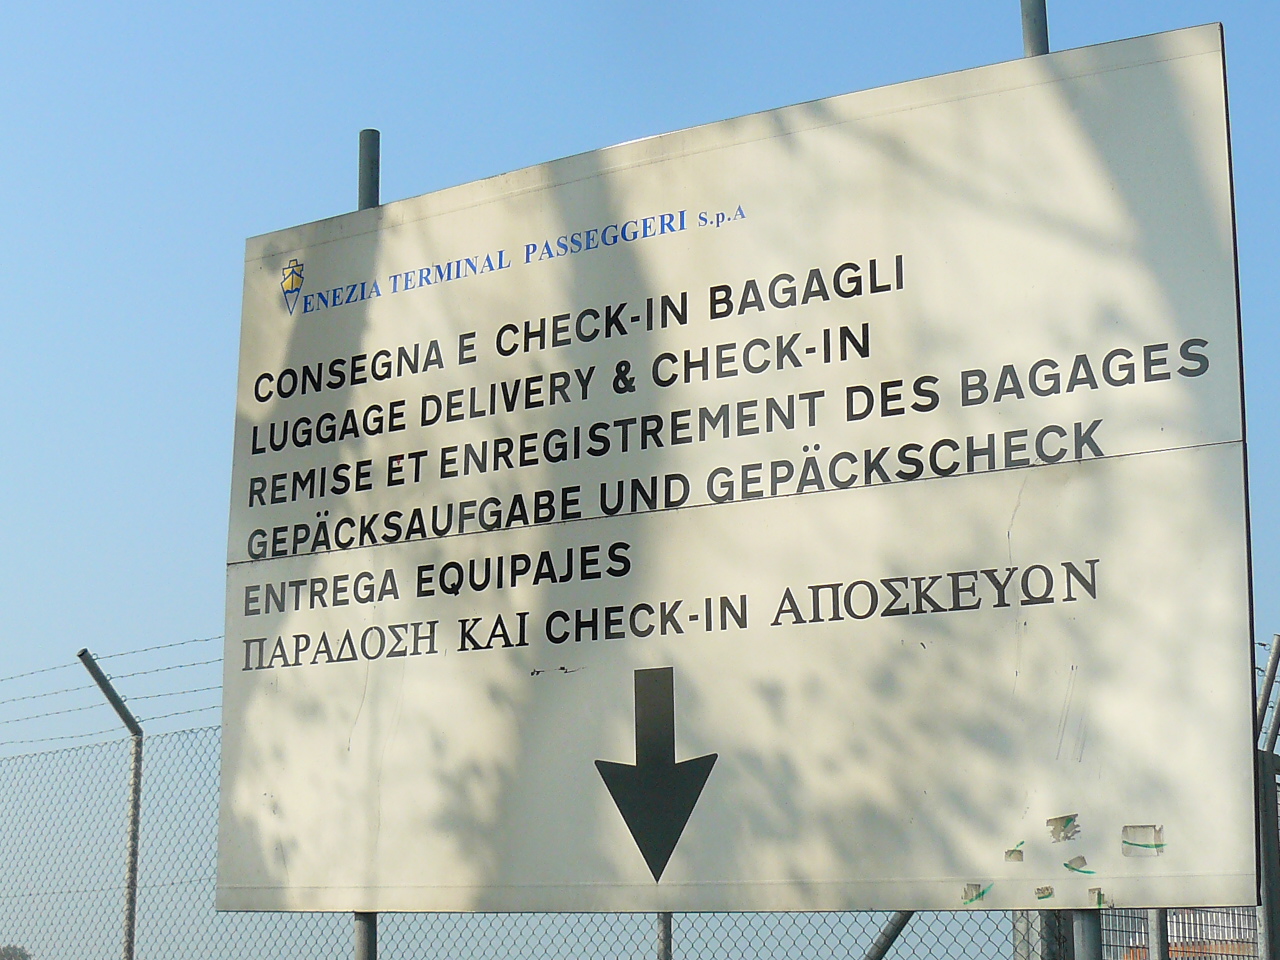 VENEZIA TERMINAL PASSEGGERI S.p.A
CONSEGNA E CHECK-IN BAGAGLI
LUGGAGE DELIVERY & CHECK-IN
REMISE ET ENREGISTREMENT DES BAGAGES
GEPÄCKSAUFGABE UND GEPÄCKSCHECK
ENTREGA EQUIPAJES
ΠΑΡΑΔΟΣΗ ΚΑΙ CHECK-IN ΑΠΟΣΚΕΥΩΝ